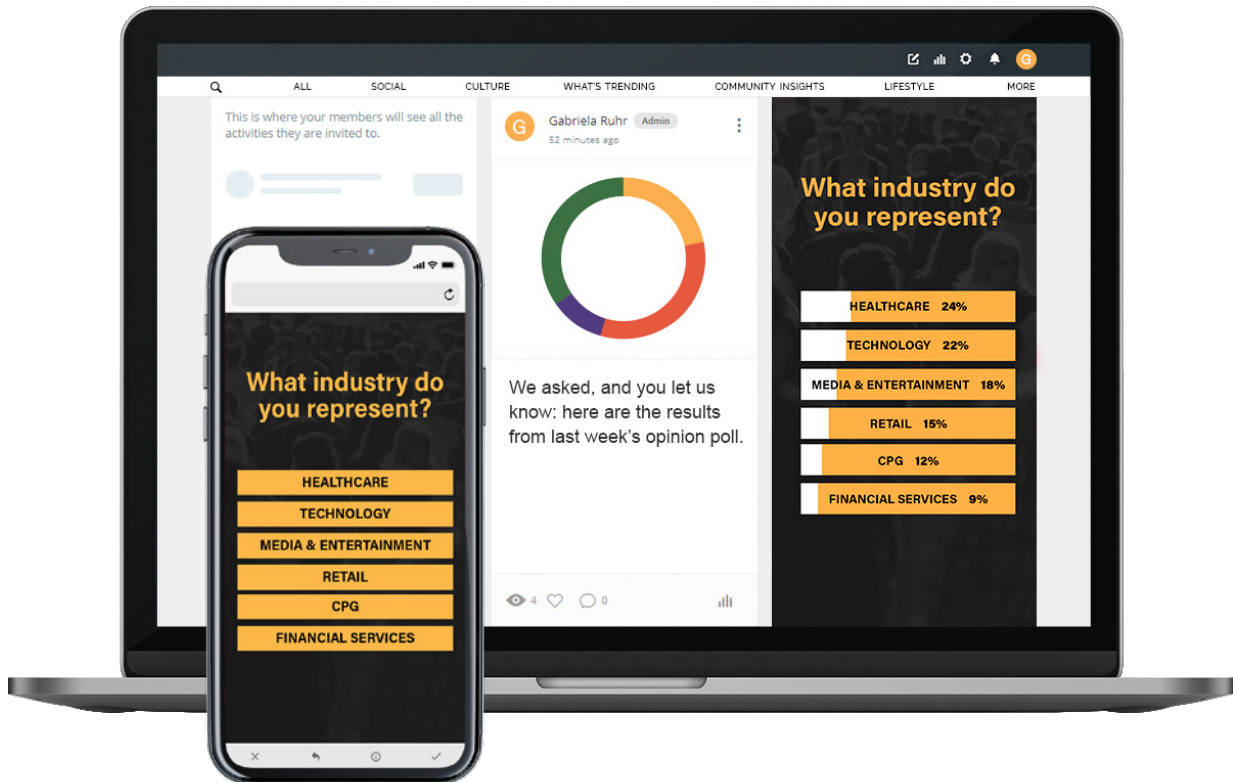 G
ALL SOCIAL CULTURE WHAT'S TRENDING COMMUNITY INSIGHTS LIFESTYLE MORE
This is where your members will see all the
activities they are invited to.
G
Gabriela Ruhr Admin
52 minutes ago
We asked, and you let us
know: here are the results
from last week's opinion poll.
4 0
What industry do
you represent?
HEALTHCARE 24%
TECHNOLOGY 22%
MEDIA & ENTERTAINMENT 18%
RETAIL 15%
CPG 12%
FINANCIAL SERVICES 9%
What industry do
you represent?
HEALTHCARE
TECHNOLOGY
MEDIA & ENTERTAINMENT
RETAIL
CPG
FINANCIAL SERVICES